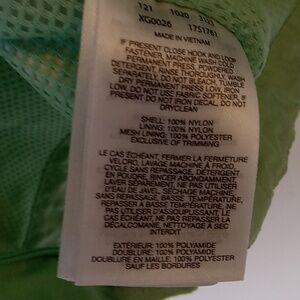 121 1020 3133
XG0026 1751761
MADE IN VIETNAM
IF PRESENT CLOSE HOOK AND LOOP
FASTENER, MACHINE WASH COLD
PERMANENT PRESS, POWDERED
DETERGENT, RINSE THOROUGHLY, WASH
SEPARATELY, DO NOT BLEACH, TUMBLE
DRY PERMANENT PRESS LOW, IRON
LOW, DO NOT USE FABRIC SOFTENER, IF
PRESENT DO NOT IRON DECAL, DO NOT
DRYCLEAN
SHELL: 100% NYLON
LINING: 100% NYLON
MESH LINING: 100% POLYESTER
EXCLUSIVE OF TRIMMING
LE CAS ÉCHÉANT, FERMER LA FERMETURE
VELCRO, LAVAGE MACHINE À FROID,
CYCLE SANS REPASSAGE, DÉTERGENT
EN POUDRE, RINCER ABONDAMMENT,
LAVER SÉPARÉMENT, NE PAS UTILISER
D'EAU DE JAVEL, SÉCHAGE MACHINE,
SANS REPASSAGE, BASSE TEMPÉRATURE,
REPASSER À BASSE TEMPÉRATURE, NE
PAS UTILISER D'ASSOUPLISSANT, LE
CAS ÉCHÉANT, NE PAS REPASSER LA
DÉCALCOMANIE, NETTOYAGE À SEC
INTERDIT
EXTÉRIEUR: 100% POLYAMIDE
DOUBLURE: 100% POLYAMIDE
DOUBLURE EN MAILLE: 100% POLYESTER
SAUF LES BORDURES